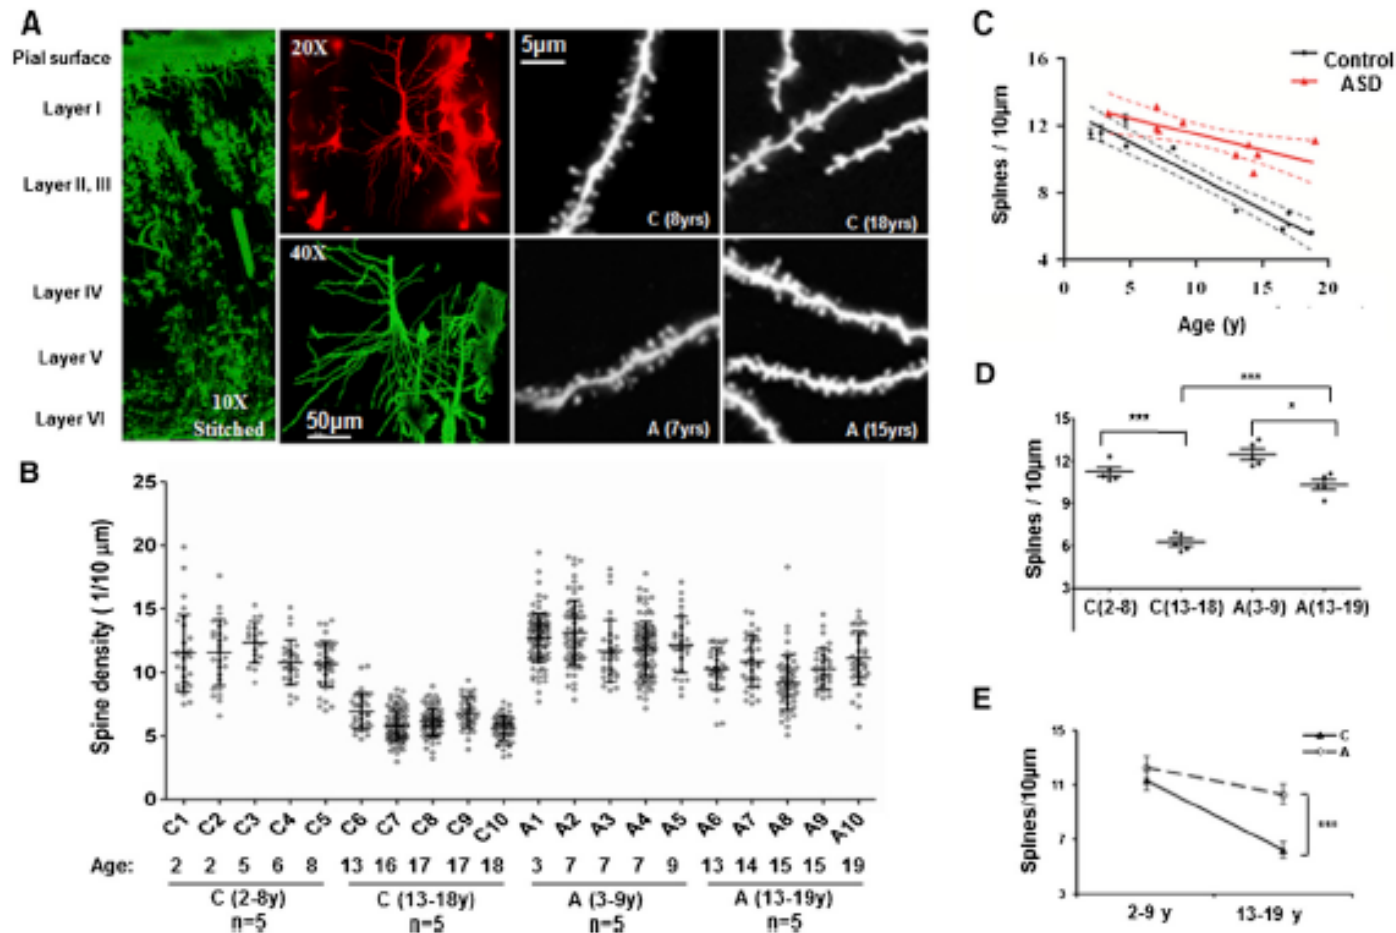 A
Pial surface
Layer I
Layer II, III
Layer IV
Layer V
Layer VI
10X
Stitched
20X
40X
50µm
5µm
C (8yrs)
C (18yrs)
A (7yrs)
A (15yrs)
B
Spine density ( 1/10 µm)
25
20
15
10
5
0
C1 C2 C3 C4 C5 C6 C7 C8 C9 C10 A1 A2 A3 A4 A5 A6 A7 A8 A9 A10
Age: 2 2 5 6 8 13 16 17 17 18 3 7 7 7 9 13 14 15 15 19
C (2-8y) C (13-18y) A (3-9y) A (13-19y)
n=5 n=5 n=5 n=5
C
Control
ASD
Spines / 10µm
16
12
8
4
0 5 10 15 20
Age (y)
D
*** 
***
*
Spines / 10µm
15
12
9
6
3
C(2-8) C(13-18) A(3-9) A(13-19)
E
C
A
Spines/10µm
15
11
7
3
***
2-9 y 13-19 y